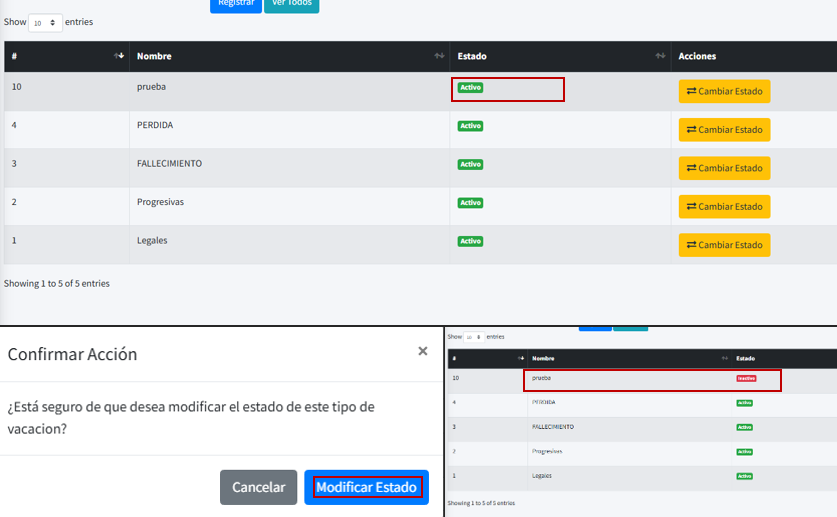 Registrar Ver Todos
Show 10 entries
# Nombre Estado Acciones
10 prueba Activo Cambiar Estado
4 PERDIDA Activo Cambiar Estado
3 FALLECIMIENTO Activo Cambiar Estado
2 Progresivas Activo Cambiar Estado
1 Legales Activo Cambiar Estado
Showing 1 to 5 of 5 entries
Confirmar Acción ×
¿Está seguro de que desea modificar el estado de este tipo de
vacacion?
Cancelar Modificar Estado
Show 10 entries
# Nombre Estado
10 prueba Inactivo
4 PERDIDA Activo
3 FALLECIMIENTO Activo
2 Progresivas Activo
1 Legales Activo
Showing 1 to 5 of 5 entries